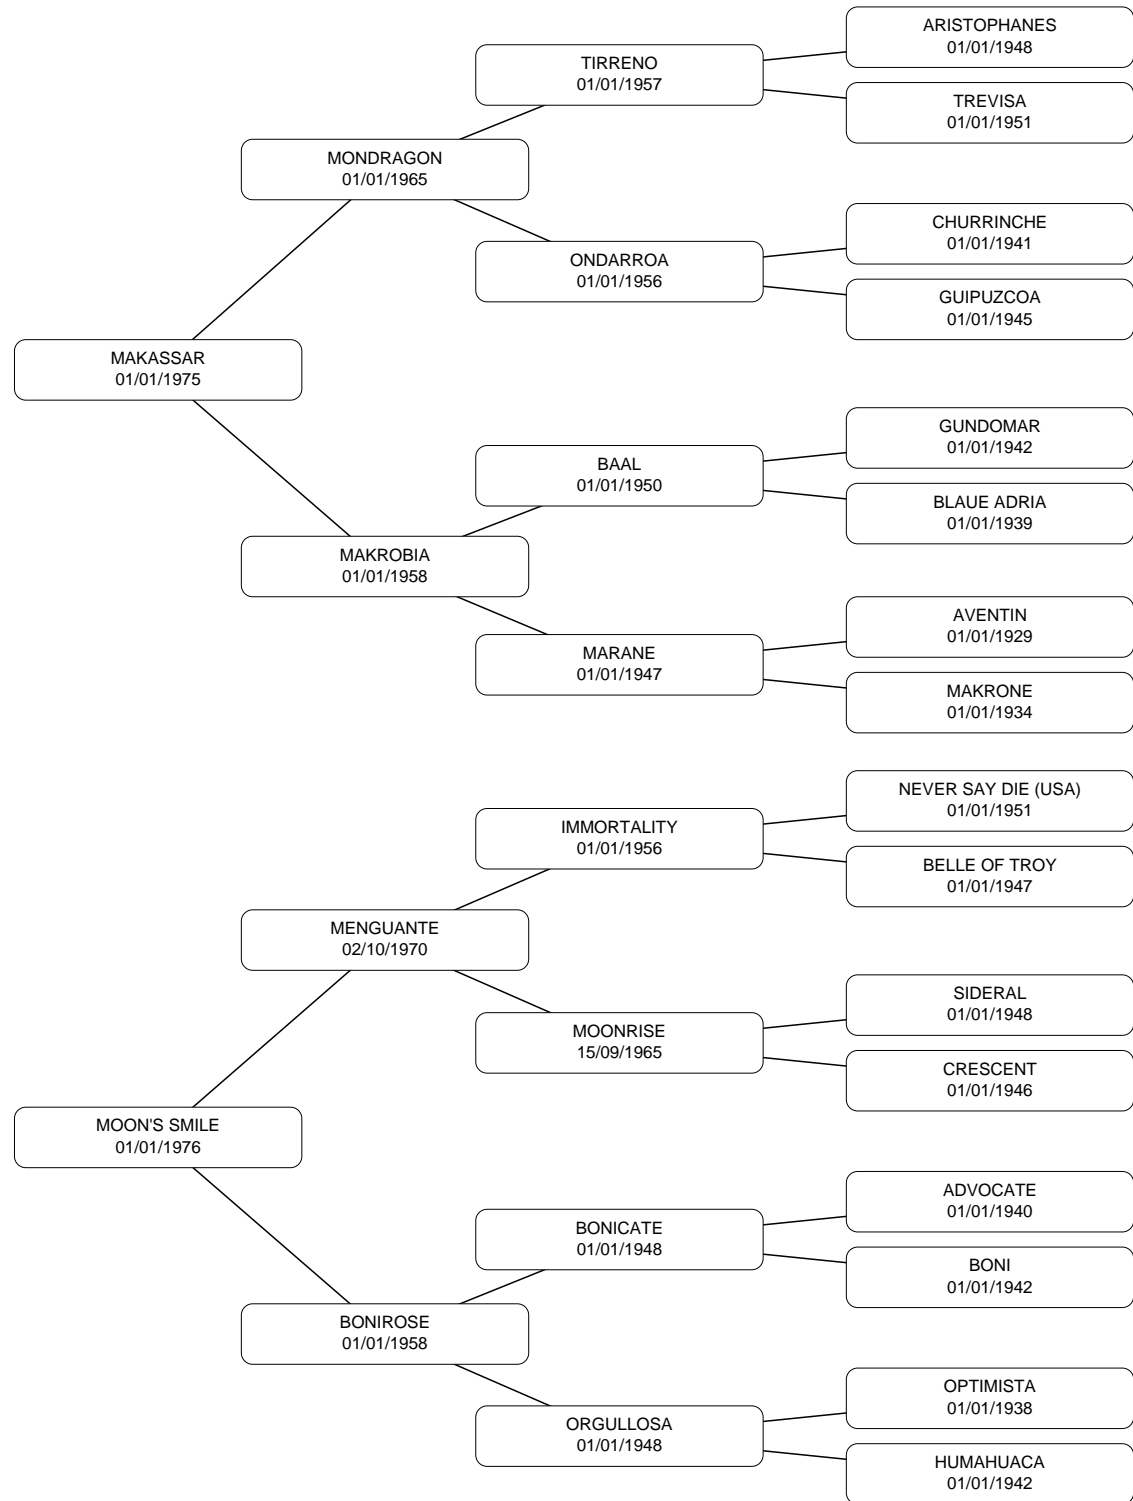 ARISTOPHANES
01/01/1948
TIRRENO
01/01/1957
TREVISA
01/01/1951
MONDRAGON
01/01/1965
CHURRINCHE
01/01/1941
ONDARROA
01/01/1956
GUIPUZCOA
01/01/1945
MAKASSAR
01/01/1975
GUNDOMAR
01/01/1942
BAAL
01/01/1950
BLAUE ADRIA
01/01/1939
MAKROBIA
01/01/1958
AVENTIN
01/01/1929
MARANE
01/01/1947
MAKRONE
01/01/1934
NEVER SAY DIE (USA)
01/01/1951
IMMORTALITY
01/01/1956
BELLE OF TROY
01/01/1947
MENGUANTE
02/10/1970
SIDERAL
01/01/1948
MOONRISE
15/09/1965
CRESCENT
01/01/1946
MOON'S SMILE
01/01/1976
ADVOCATE
01/01/1940
BONICATE
01/01/1948
BONI
01/01/1942
BONIROSE
01/01/1958
OPTIMISTA
01/01/1938
ORGULLOSA
01/01/1948
HUMAHUACA
01/01/1942